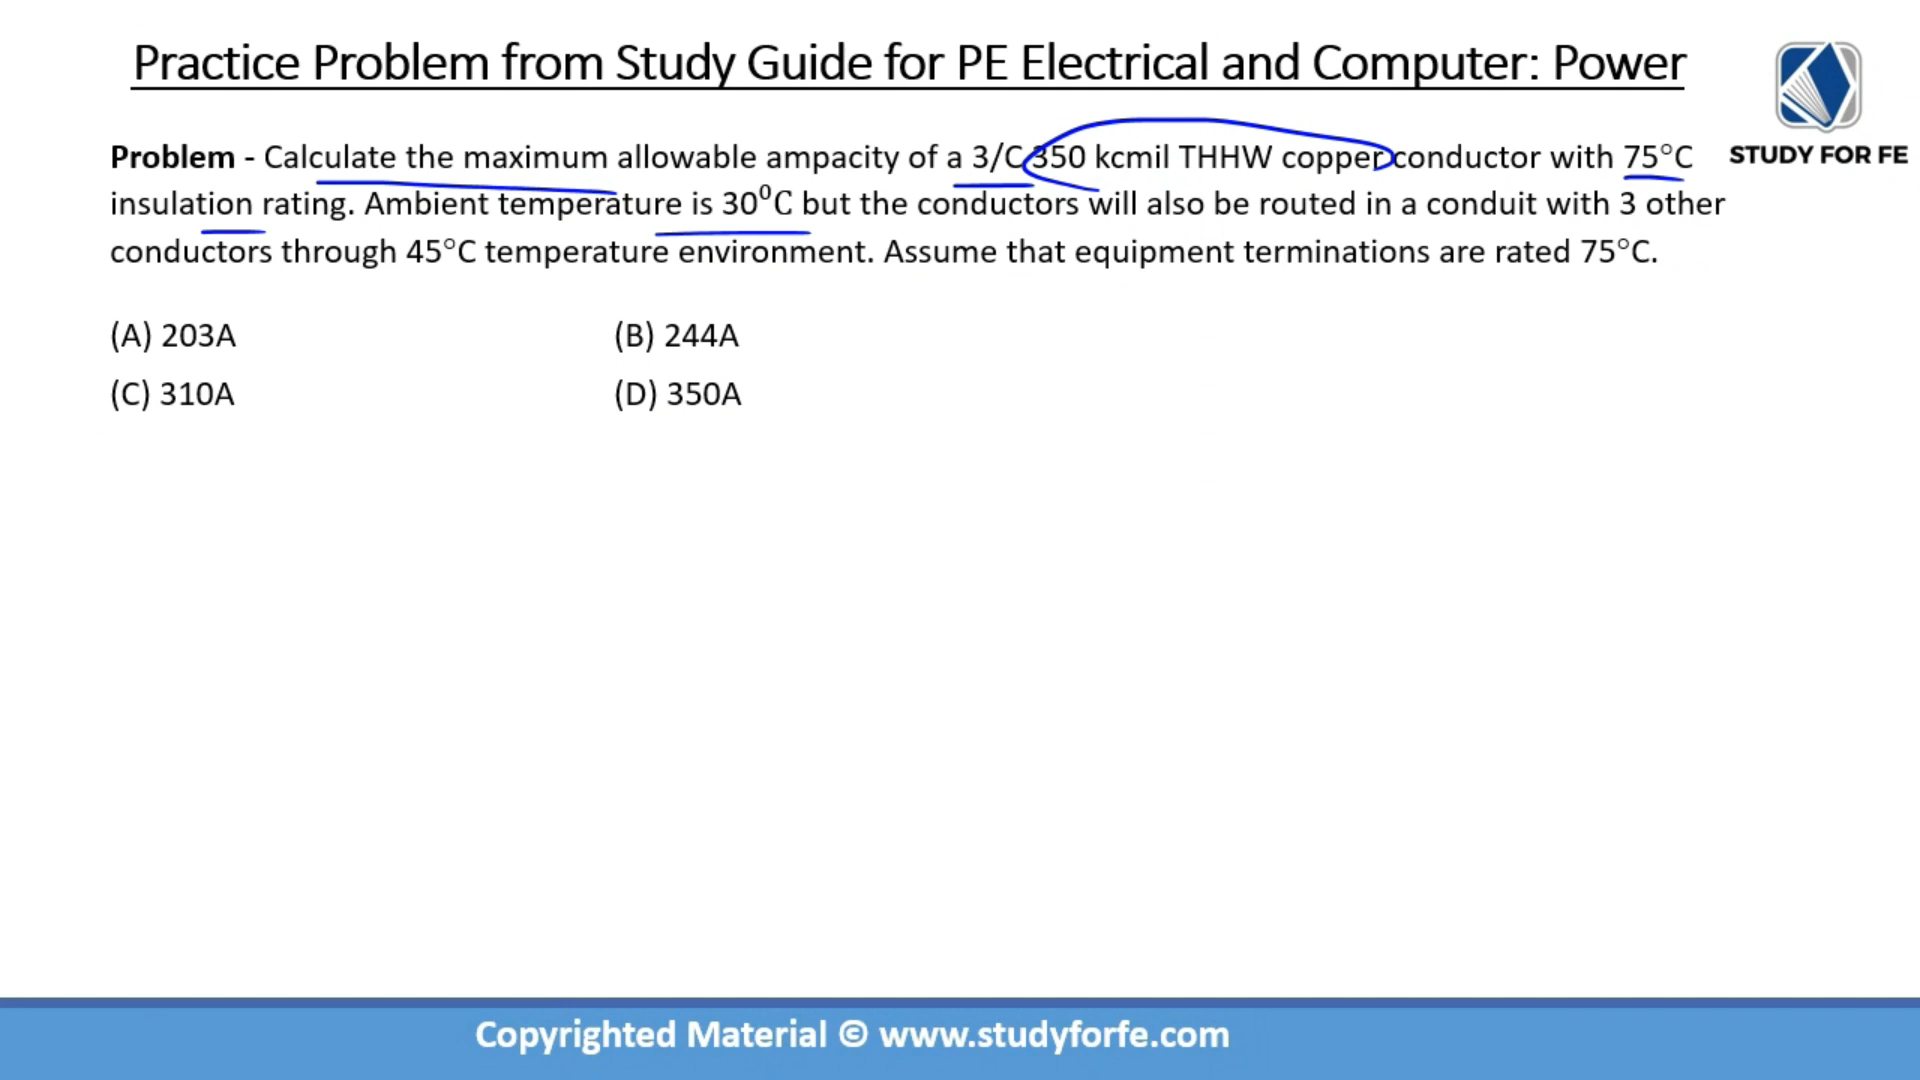 Practice Problem from Study Guide for PE Electrical and Computer: Power
STUDY FOR FE
Problem - Calculate the maximum allowable ampacity of a 3/C 350 kcmil THHW copper conductor with 75°C
insulation rating. Ambient temperature is 30⁰C but the conductors will also be routed in a conduit with 3 other
conductors through 45°C temperature environment. Assume that equipment terminations are rated 75°C.
(A) 203A (B) 244A
(C) 310A (D) 350A
Copyrighted Material © www.studyforfe.com